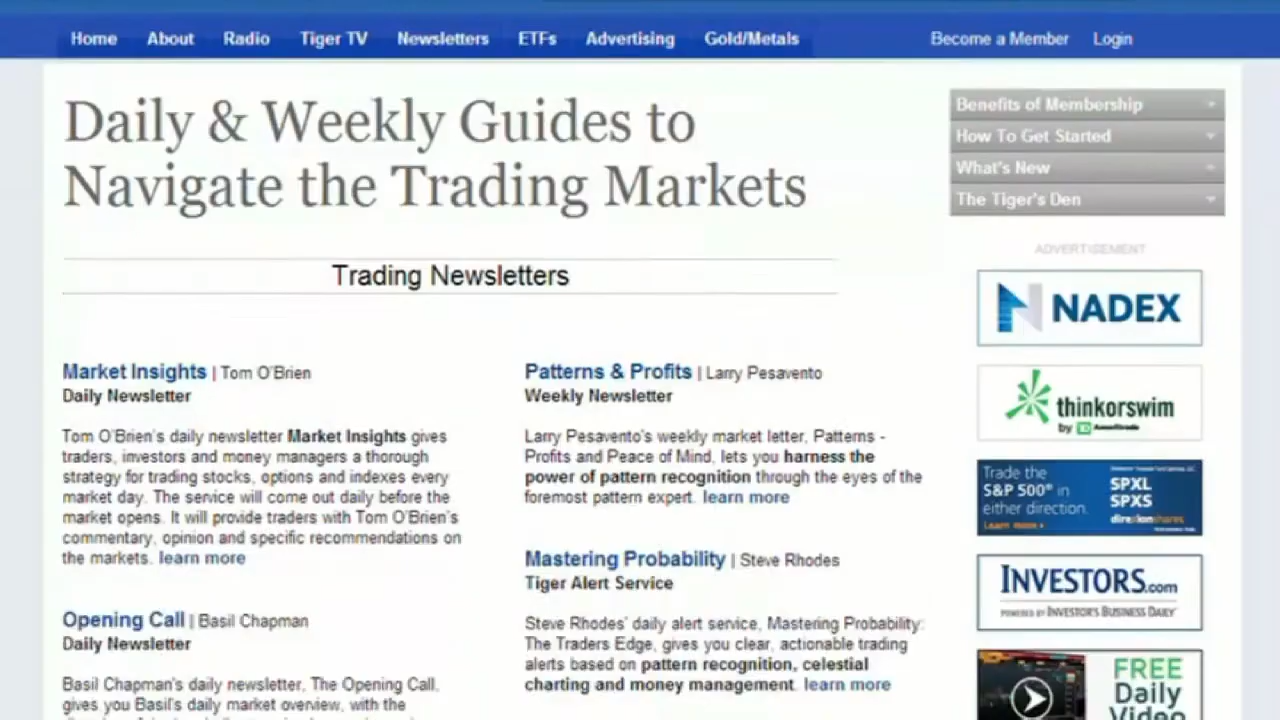 Home About Radio Tiger TV Newsletters ETFs Advertising Gold/Metals Become a Member Login
Daily & Weekly Guides to
Navigate the Trading Markets
Trading Newsletters
Market Insights | Tom O'Brien
Daily Newsletter
Tom O'Brien's daily newsletter Market Insights gives
traders, investors and money managers a thorough
strategy for trading stocks, options and indexes every
market day. The service will come out daily before the
market opens. It will provide traders with Tom O'Brien's
commentary, opinion and specific recommendations on
the markets. learn more
Opening Call | Basil Chapman
Daily Newsletter
Basil Chapman's daily newsletter, The Opening Call,
gives you Basil's daily market overview, with the
Patterns & Profits | Larry Pesavento
Weekly Newsletter
Larry Pesavento's weekly market letter, Patterns -
Profits and Peace of Mind, lets you harness the
power of pattern recognition through the eyes of the
foremost pattern expert. learn more
Mastering Probability | Steve Rhodes
Tiger Alert Service
Steve Rhodes' daily alert service, Mastering Probability:
The Traders Edge, gives you clear, actionable trading
alerts based on pattern recognition, celestial
charting and money management. learn more
Benefits of Membership
How To Get Started
What's New
The Tiger's Den
ADVERTISEMENT
NADEX
thinkorswim
by TD Ameritrade
Trade the
S&P 500® in
either direction.
Learn more
SPXL
SPXS
direxionshares
INVESTORS.com
POWERED BY INVESTOR'S BUSINESS DAILY
FREE
Daily
Video